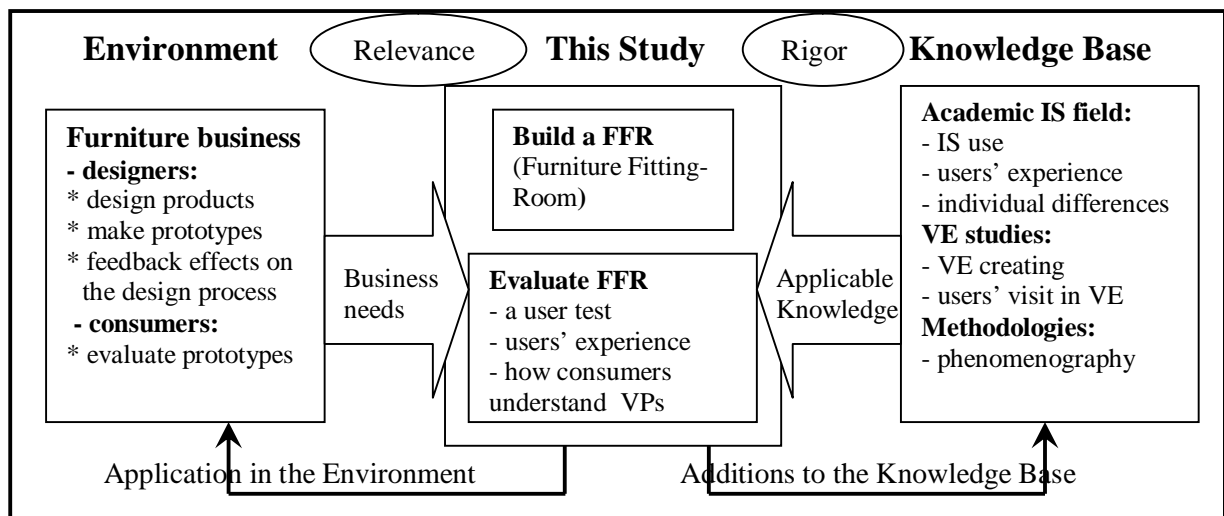 Environment
Relevance
This Study
Rigor
Knowledge Base
Furniture business
- designers:
* design products
* make prototypes
* feedback effects on
the design process
- consumers:
* evaluate prototypes
Business
needs
Build a FFR
(Furniture Fitting-
Room)
Evaluate FFR
- a user test
- users’ experience
- how consumers
understand VPs
Applicable
Knowledge
Academic IS field:
- IS use
- users’ experience
- individual differences
VE studies:
- VE creating
- users’ visit in VE
Methodologies:
- phenomenography
Application in the Environment
Additions to the Knowledge Base